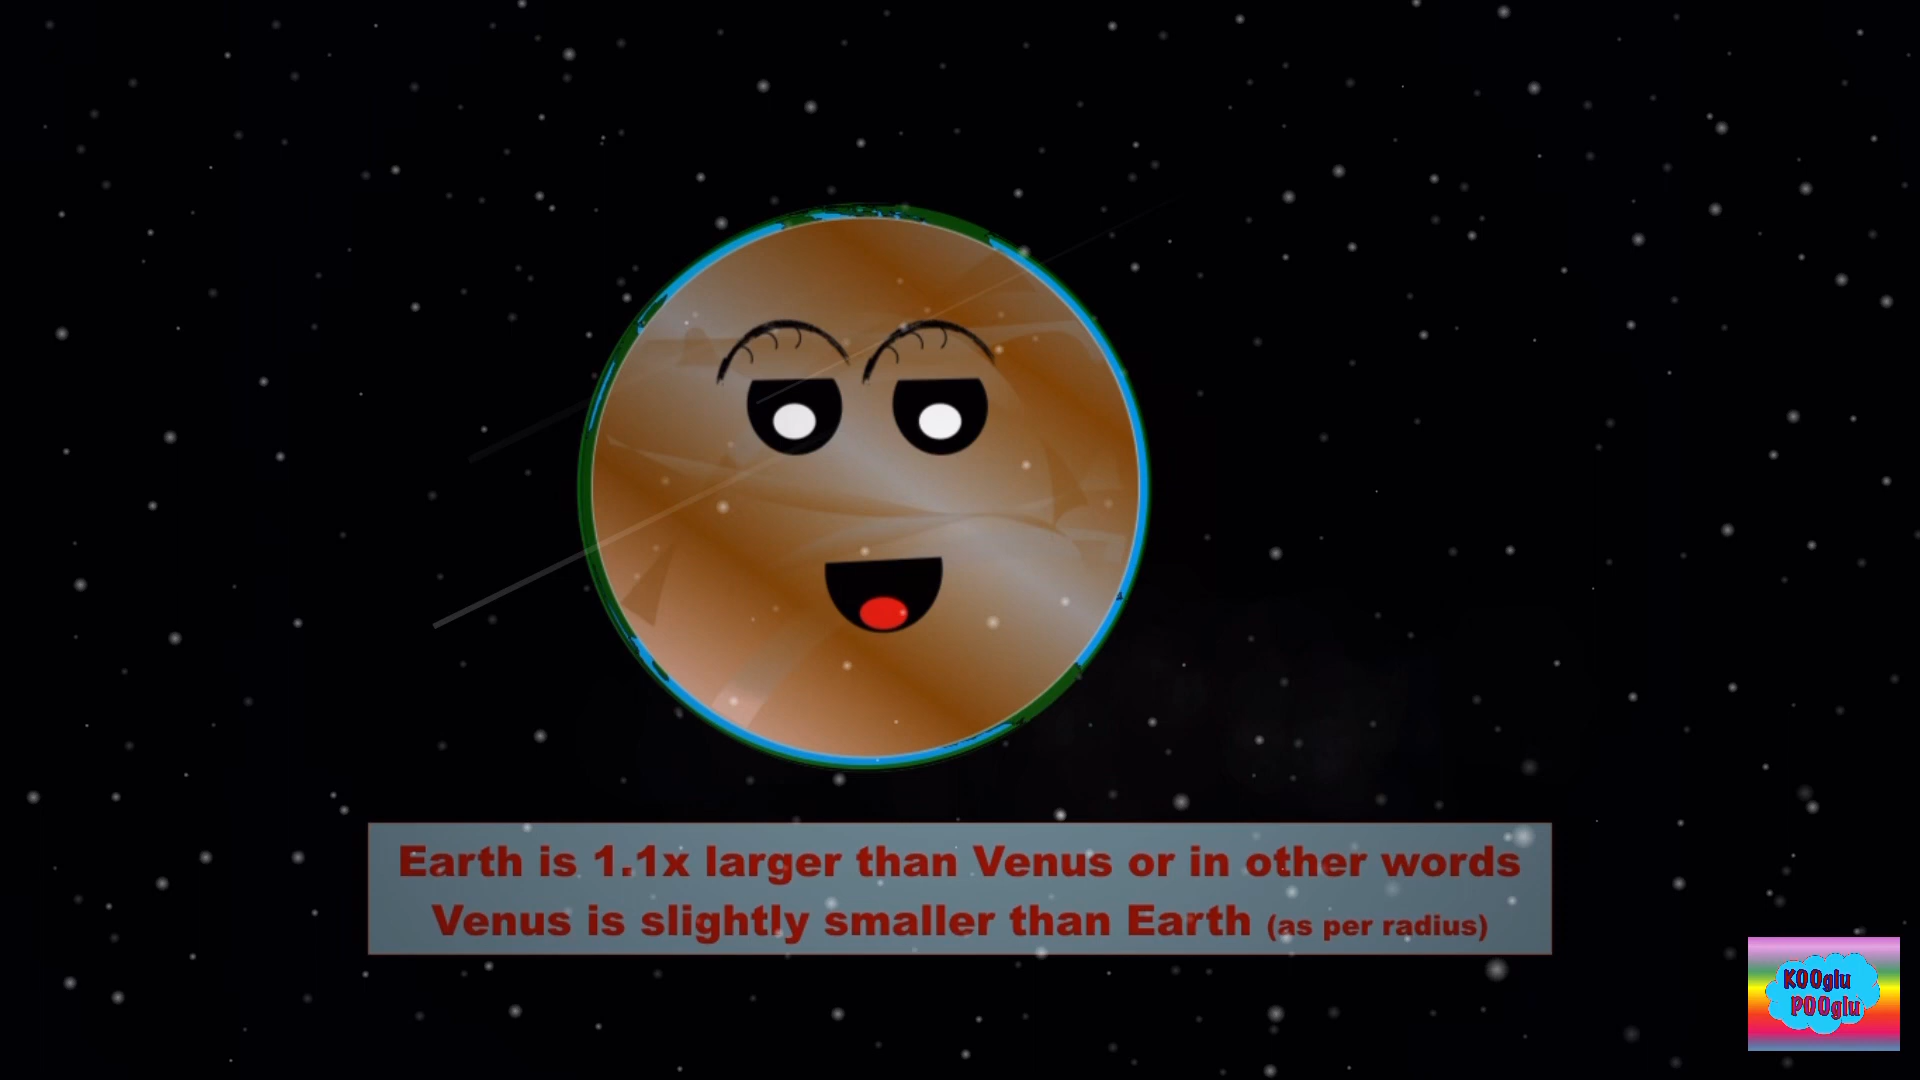 Earth is 1.1x larger than Venus or in other words
Venus is slightly smaller than Earth (as per radius)
KOOglu
POOglu